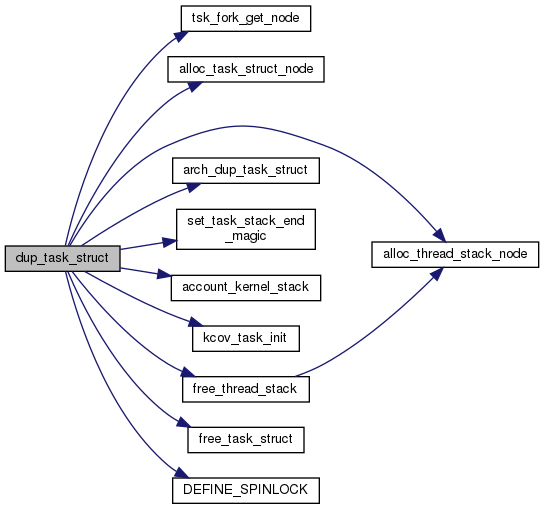 tsk_fork_get_node
alloc_task_struct_node
arch_dup_task_struct
set_task_stack_end
_magic
alloc_thread_stack_node
dup_task_struct
account_kernel_stack
kcov_task_init
free_thread_stack
free_task_struct
DEFINE_SPINLOCK